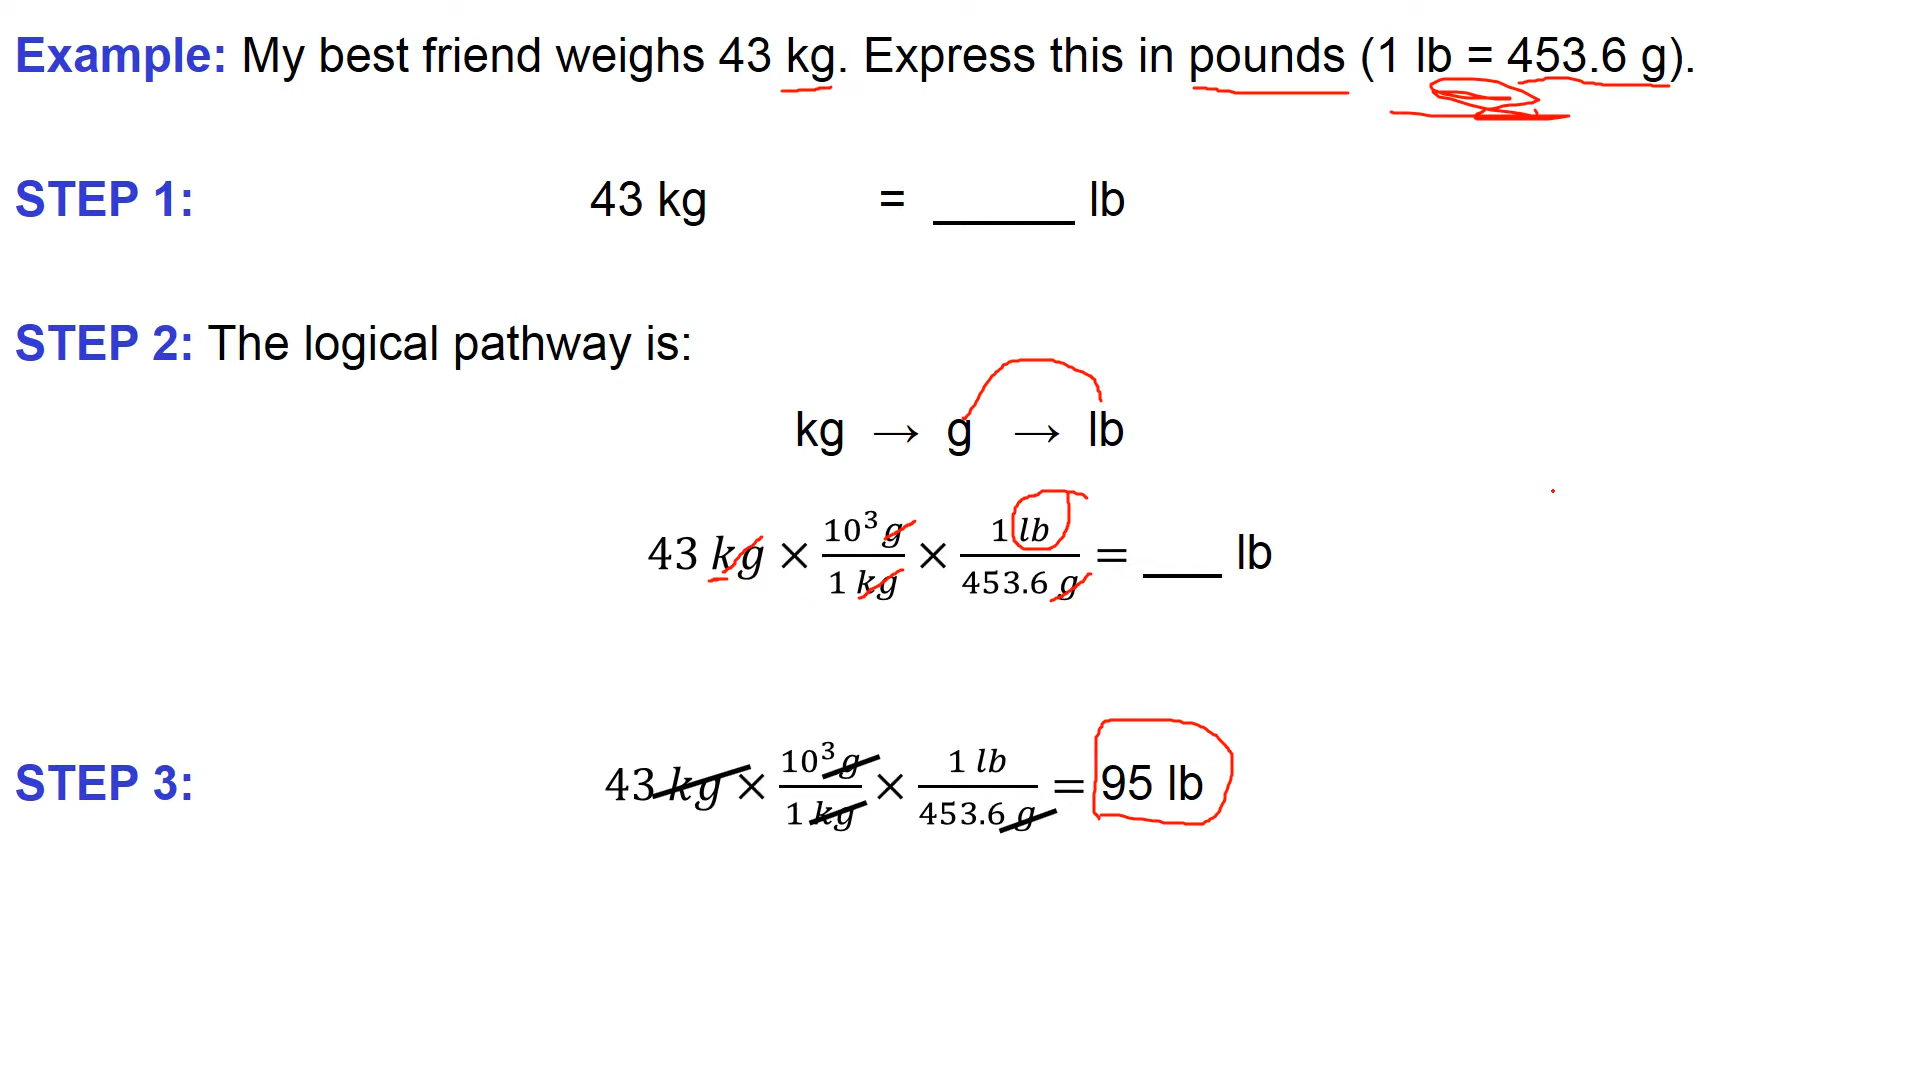 Example: My best friend weighs 43 kg. Express this in pounds (1 lb = 453.6 g).
STEP 1: 43 kg = _____ lb
STEP 2: The logical pathway is:
kg → g → lb
43 kg × 10³ g / 1 kg × 1 lb / 453.6 g = ___ lb
STEP 3: 43 kg × 10³ g / 1 kg × 1 lb / 453.6 g = 95 lb